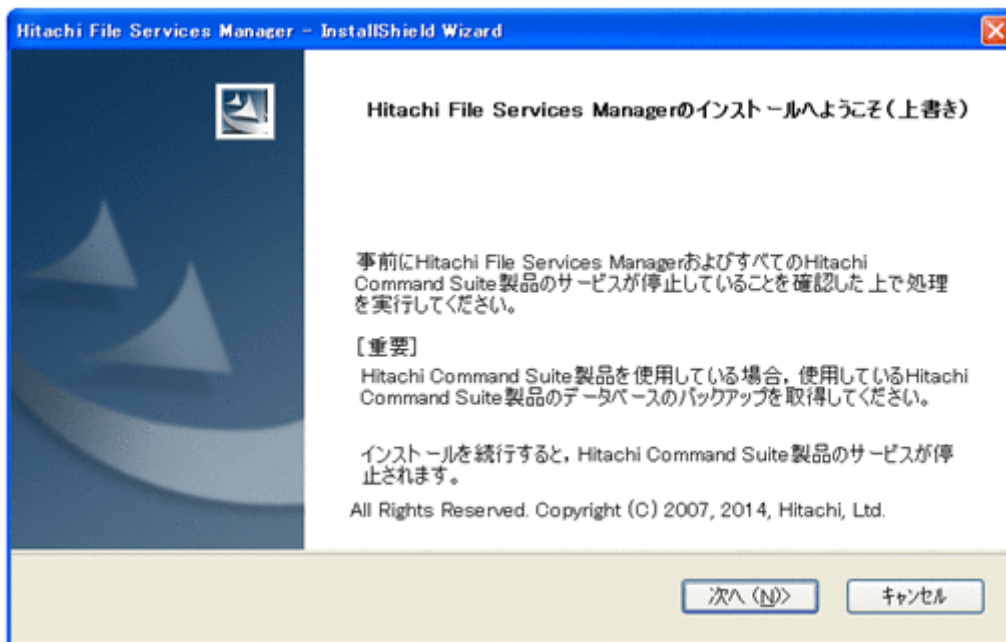 Hitachi File Services Manager - InstallShield Wizard
Hitachi File Services Managerのインストールへようこそ(上書き)
事前にHitachi File Services ManagerおよびすべてのHitachi
Command Suite製品のサービスが停止していることを確認した上で処理
を実行してください。
[重要]
Hitachi Command Suite製品を使用している場合，使用しているHitachi
Command Suite製品のデータベースのバックアップを取得してください。
インストールを続行すると，Hitachi Command Suite製品のサービスが停
止されます。
All Rights Reserved. Copyright (C) 2007, 2014, Hitachi, Ltd.
次へ(N)> キャンセル